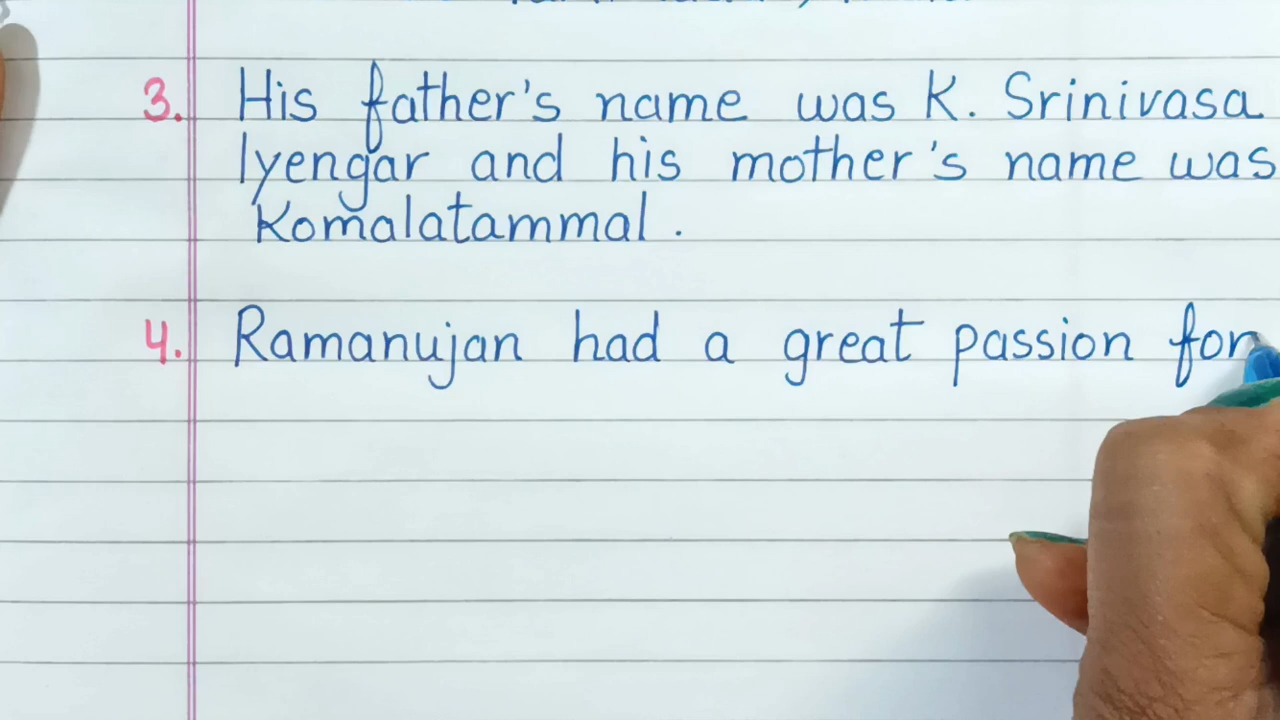 3. His father's name was K. Srinivasa
Iyengar and his mother's name was
Komalatammal.
4. Ramanujan had a great passion for